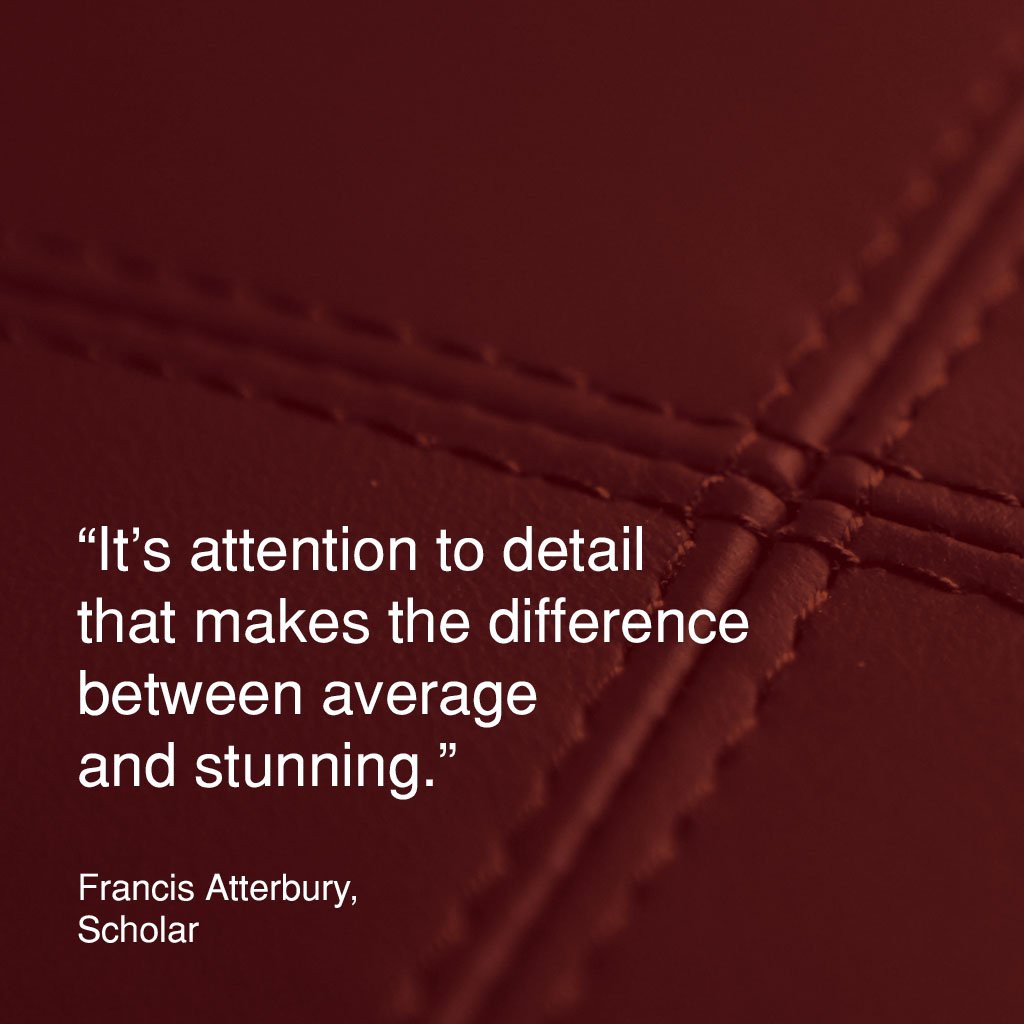 “It’s attention to detail
that makes the difference
between average
and stunning.”
Francis Atterbury,
Scholar